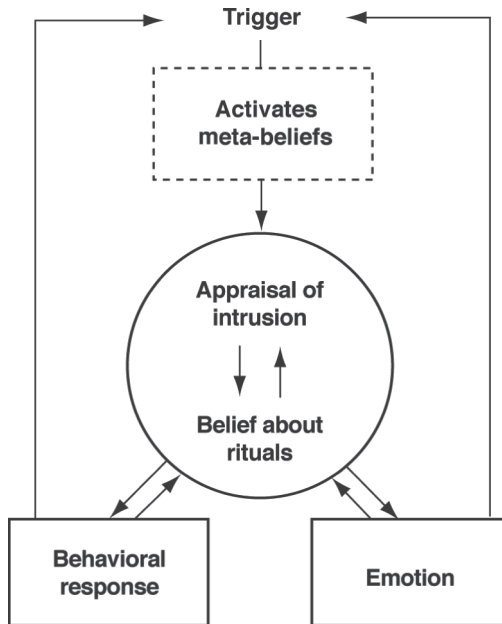 Trigger
Activates
meta-beliefs
Appraisal of
intrusion
Belief about
rituals
Behavioral
response
Emotion